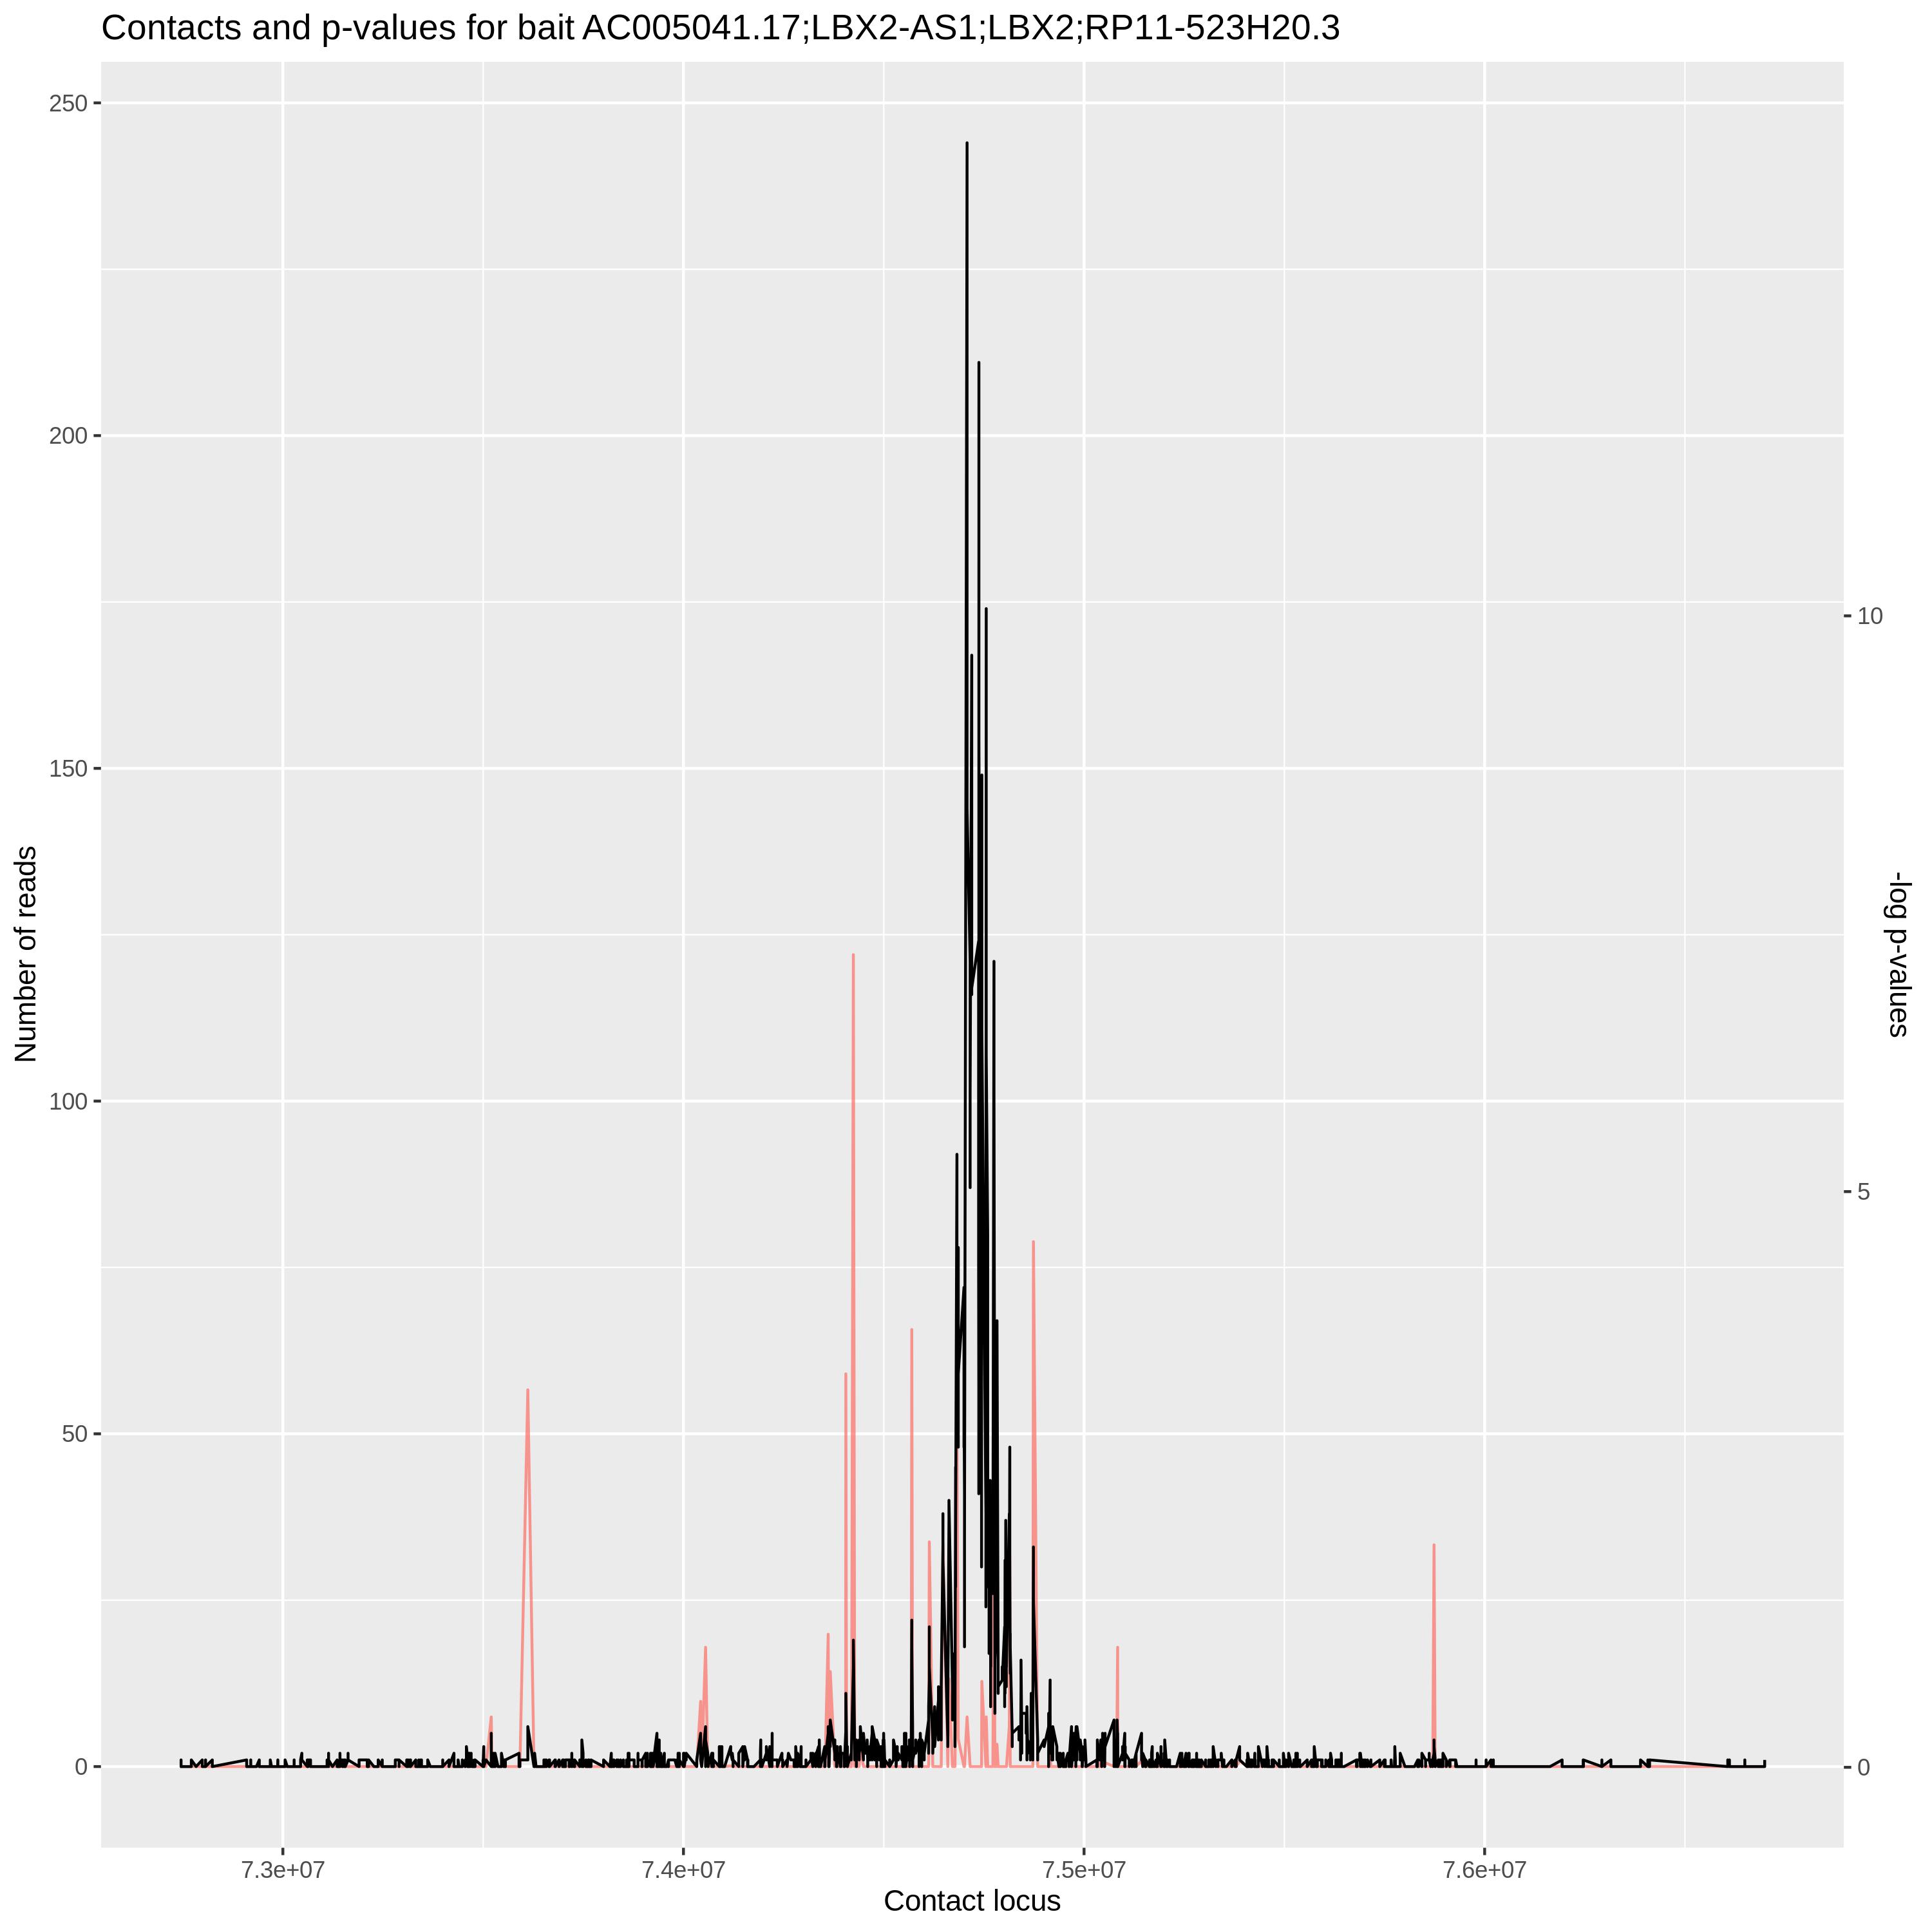 Contacts and p-values for bait AC005041.17;LBX2-AS1;LBX2;RP11-523H20.3
250
200
150
100
50
0
Number of reads
10
5
0
-log p-values
7.3e+07
7.4e+07
7.5e+07
7.6e+07
Contact locus